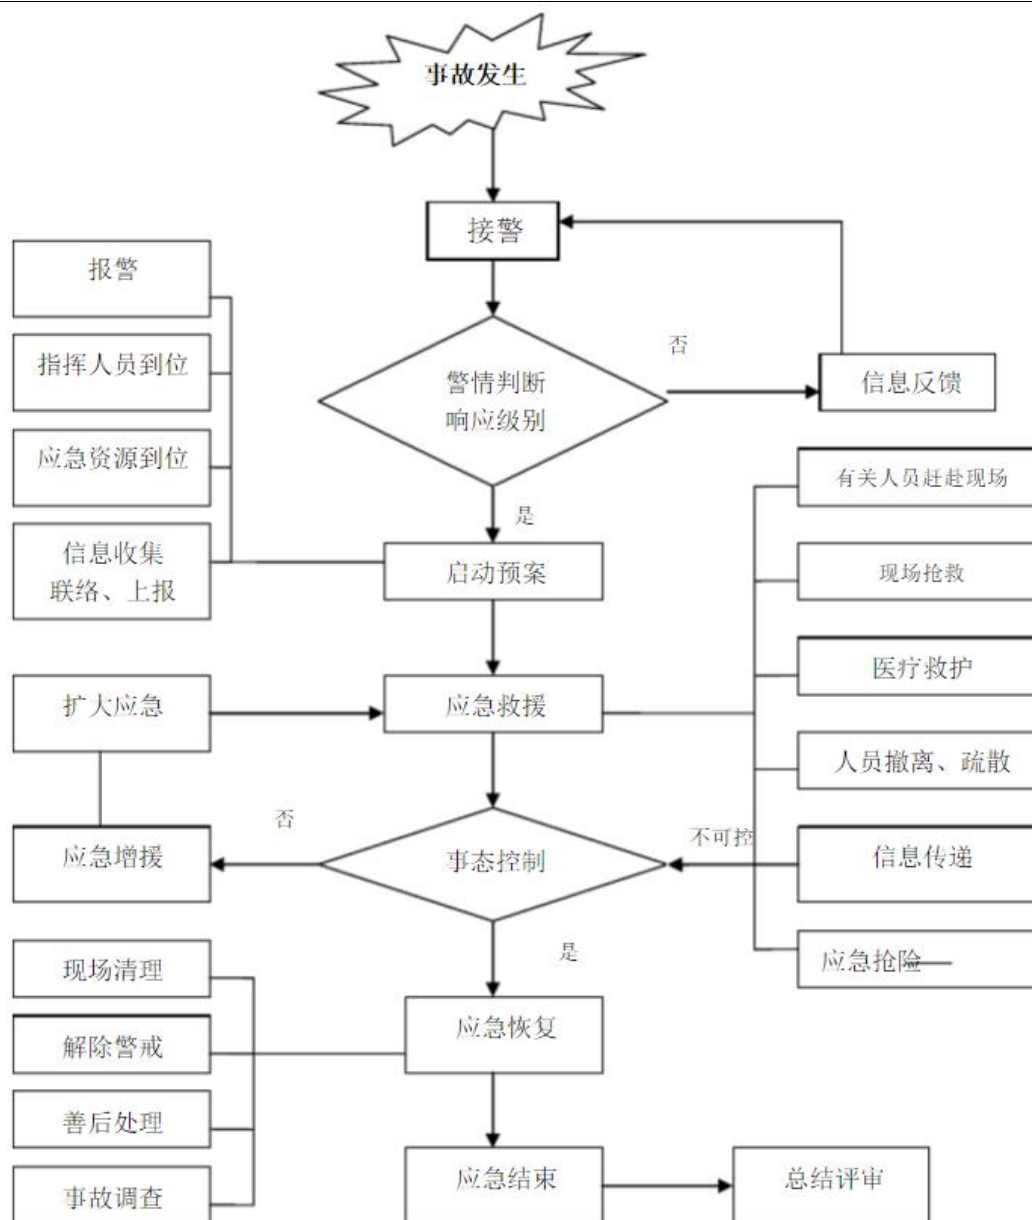 事故发生
接警
报警
否
指挥人员到位
警情判断
响应级别
信息反馈
应急资源到位
有关人员赶赴现场
是
信息收集
联络、上报
启动预案
现场抢救
医疗救护
扩大应急
应急救援
人员撤离、疏散
否
不可控
应急增援
事态控制
信息传递
是
应急抢险
现场清理
应急恢复
解除警戒
善后处理
应急结束
总结评审
事故调查